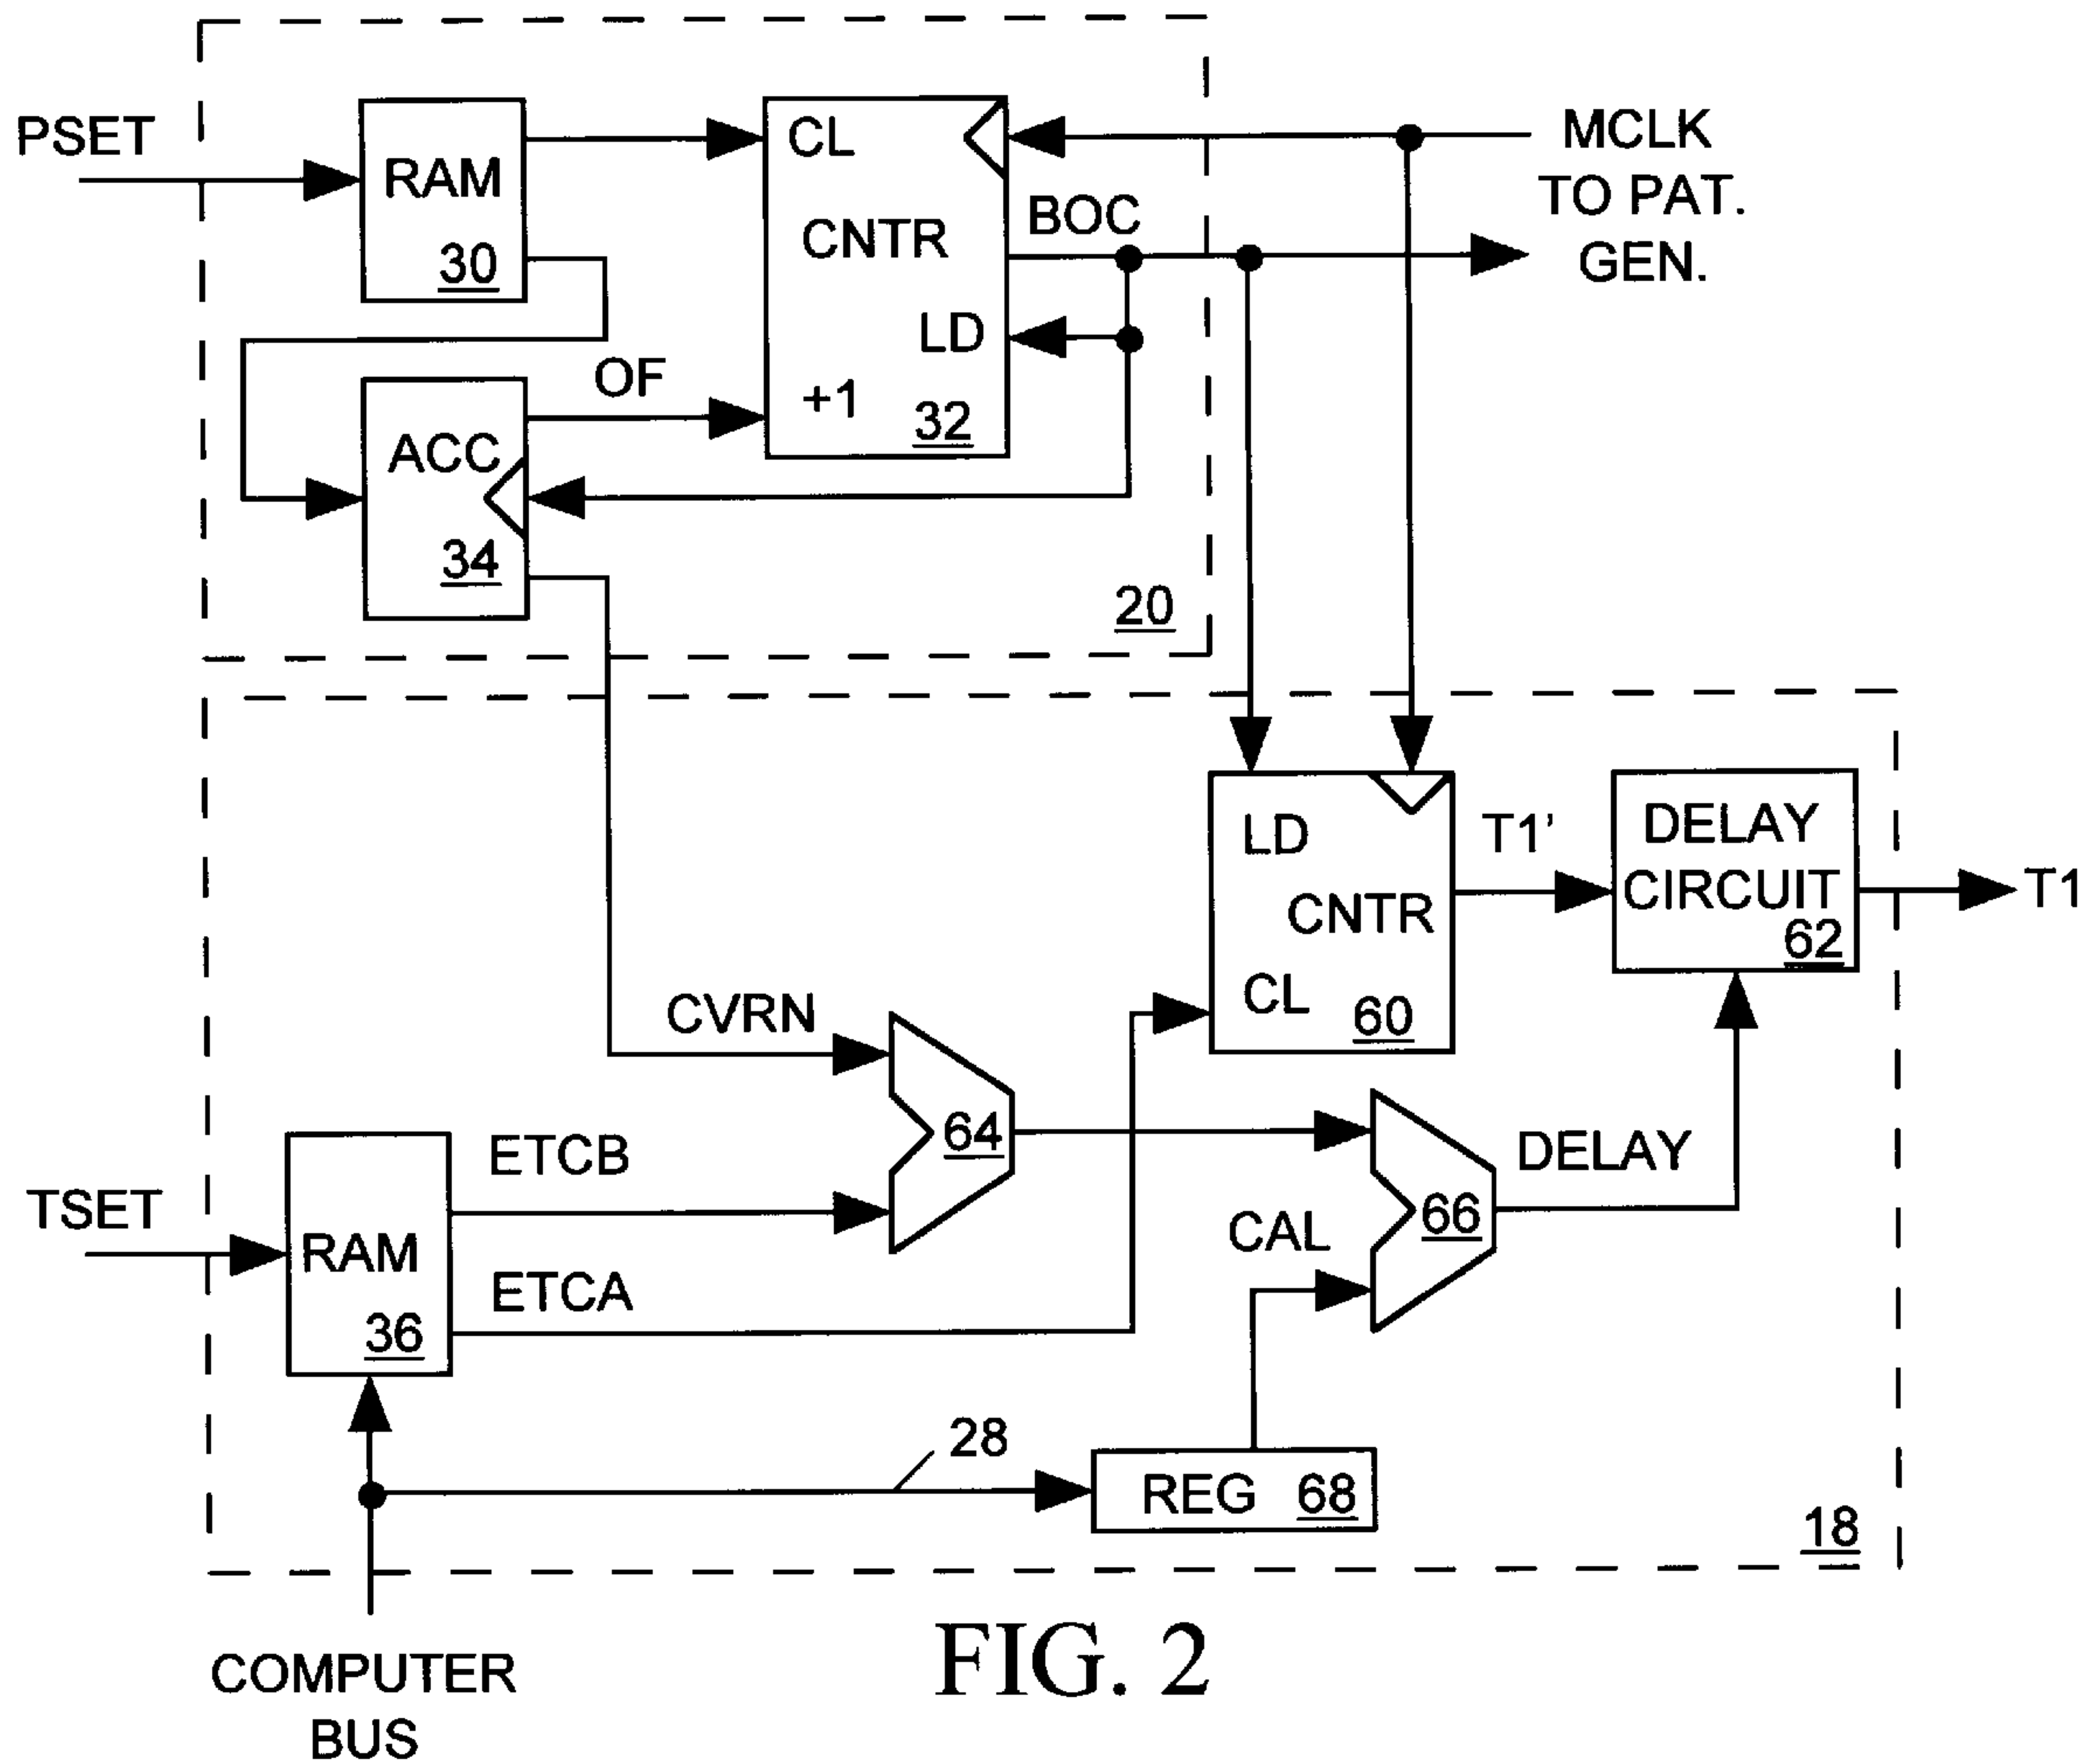 PSET
RAM
30
CL
CNTR
LD
+1
32
BOC
MCLK
TO PAT.
GEN.
OF
ACC
34
20
LD
CNTR
CL
60
T1’
DELAY
CIRCUIT
62
T1
CVRN
64
ETCB
ETCA
TSET
RAM
36
CAL
66
DELAY
28
REG 68
18
COMPUTER
BUS
FIG. 2